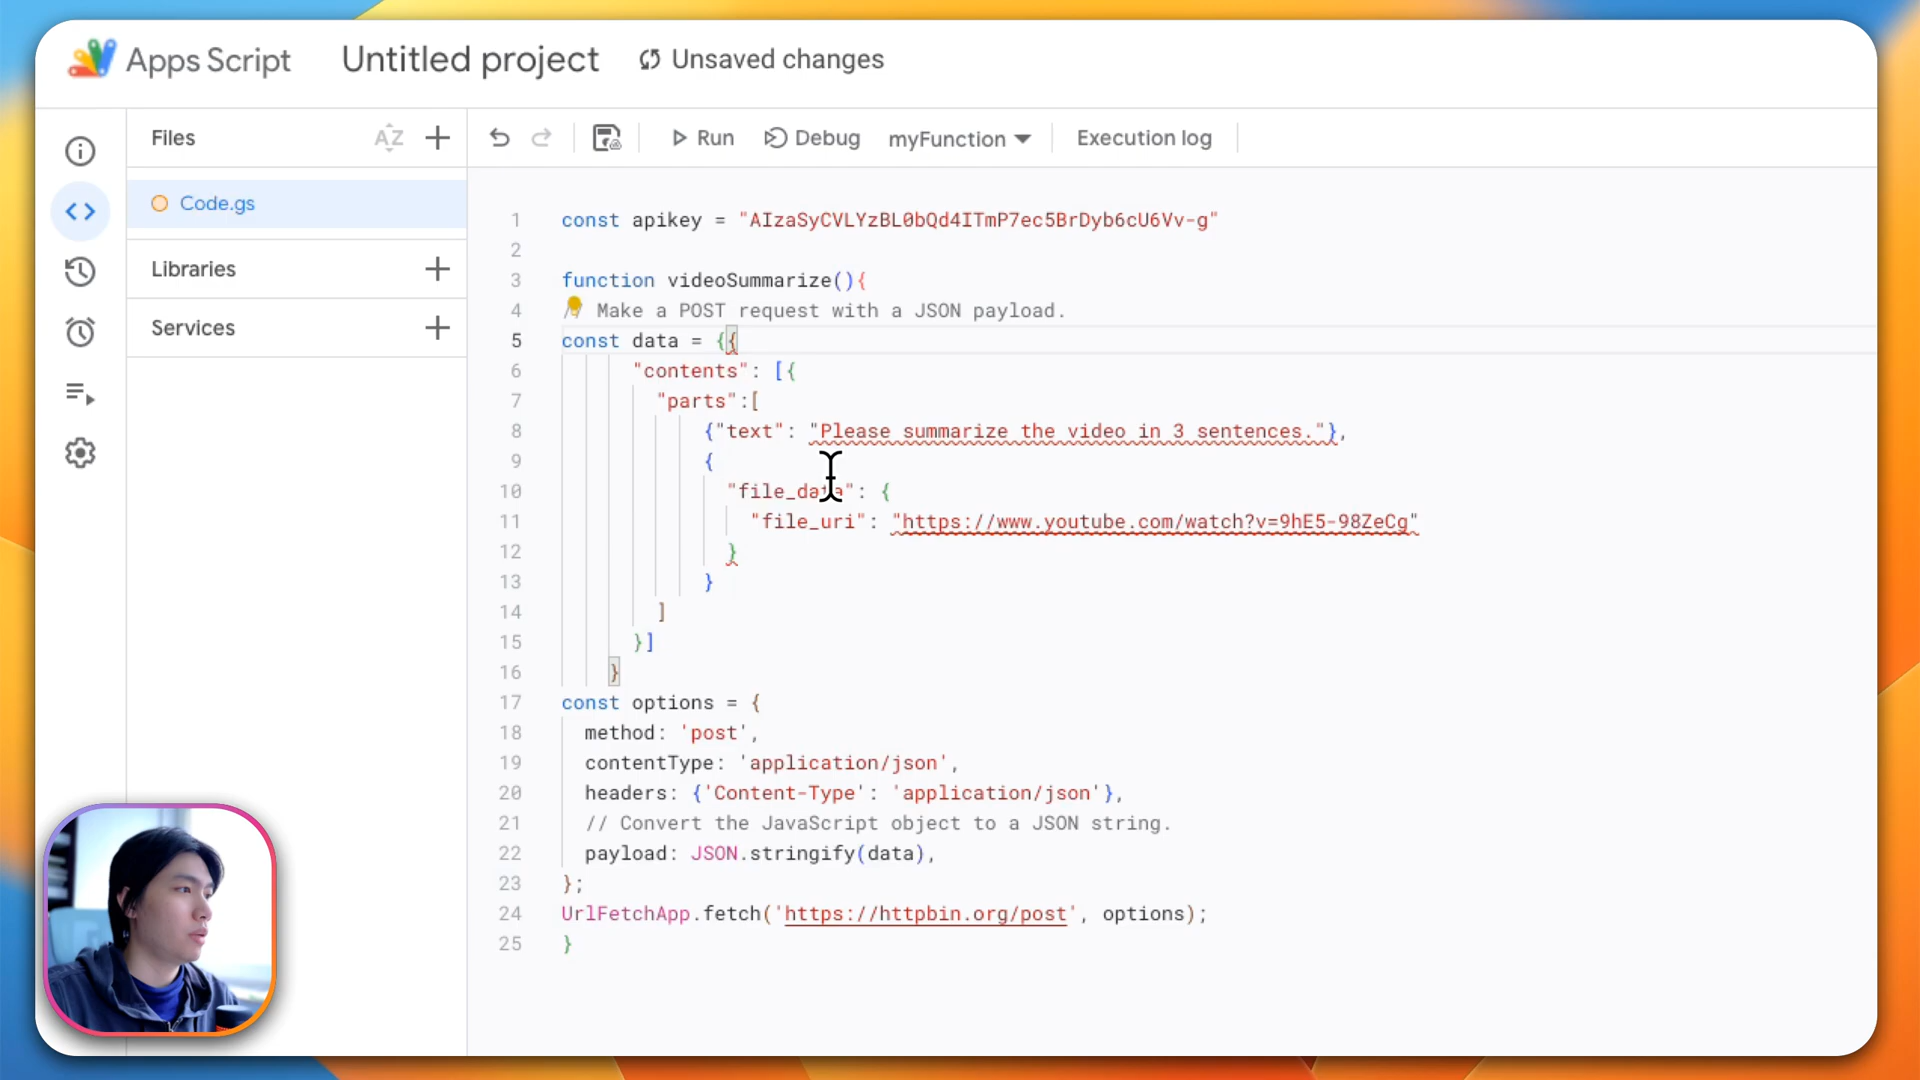 Apps Script
Untitled project
Unsaved changes
Files
AZ
Run
Debug
myFunction
Execution log
Code.gs
Libraries
Services
1 const apikey = "AIzaSyCVLYzBL0bQd4ITmP7ec5BrDyb6cU6Vv-g"
2
3 function videoSummarize(){
4 Make a POST request with a JSON payload.
5 const data = {{
6 "contents": [{
7 "parts":[
8 {"text": "Please summarize the video in 3 sentences."},
9 {
10 "file_data": {
11 "file_uri": "https://www.youtube.com/watch?v=9hE5-98ZeCg"
12 }
13 }
14 ]
15 }]
16 }
17 const options = {
18 method: 'post',
19 contentType: 'application/json',
20 headers: {'Content-Type': 'application/json'},
21 // Convert the JavaScript object to a JSON string.
22 payload: JSON.stringify(data),
23 };
24 UrlFetchApp.fetch('https://httpbin.org/post', options);
25 }